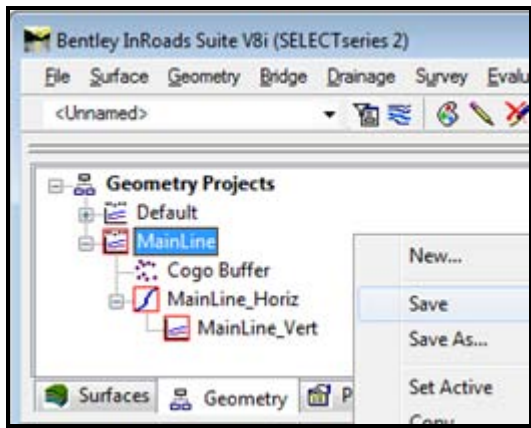 Bentley InRoads Suite V8i (SELECTseries 2)
File Surface Geometry Bridge Drainage Survey
<Unnamed>
Geometry Projects
Default
MainLine
Cogo Buffer
MainLine_Horiz
MainLine_Vert
New...
Save
Save As...
Set Active
Copy
Surfaces Geometry P